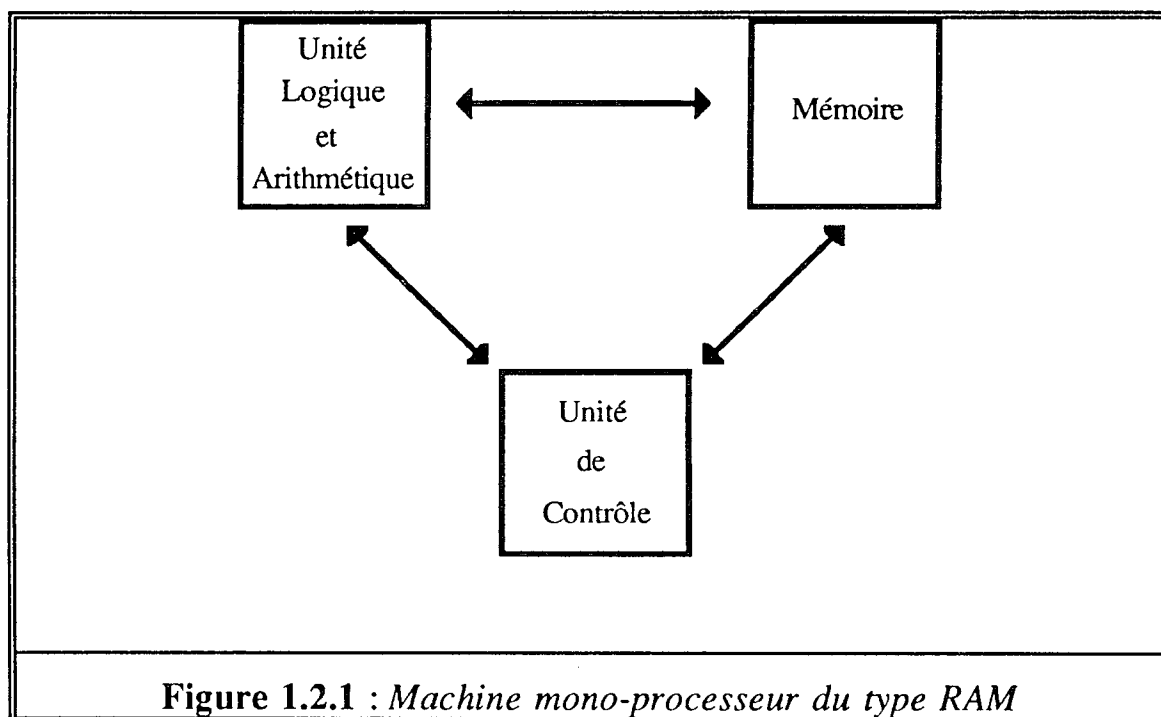 Unité
Logique
et
Arithmétique
Mémoire
Unité
de
Contrôle
Figure 1.2.1 : Machine mono-processeur du type RAM